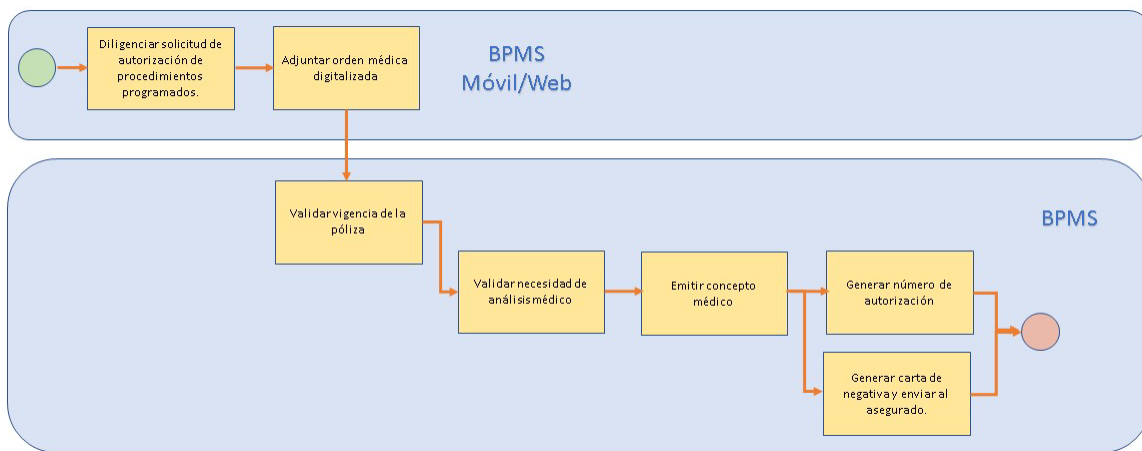 Diligenciar solicitud de
autorización de
procedimientos
programados.
Adjuntar orden médica
digitalizada
BPMS
Móvil/Web
Validar vigencia de la
póliza
BPMS
Validar necesidad de
análisis médico
Emitir concepto
médico
Generar número de
autorización
Generar carta de
negativa y enviar al
asegurado.